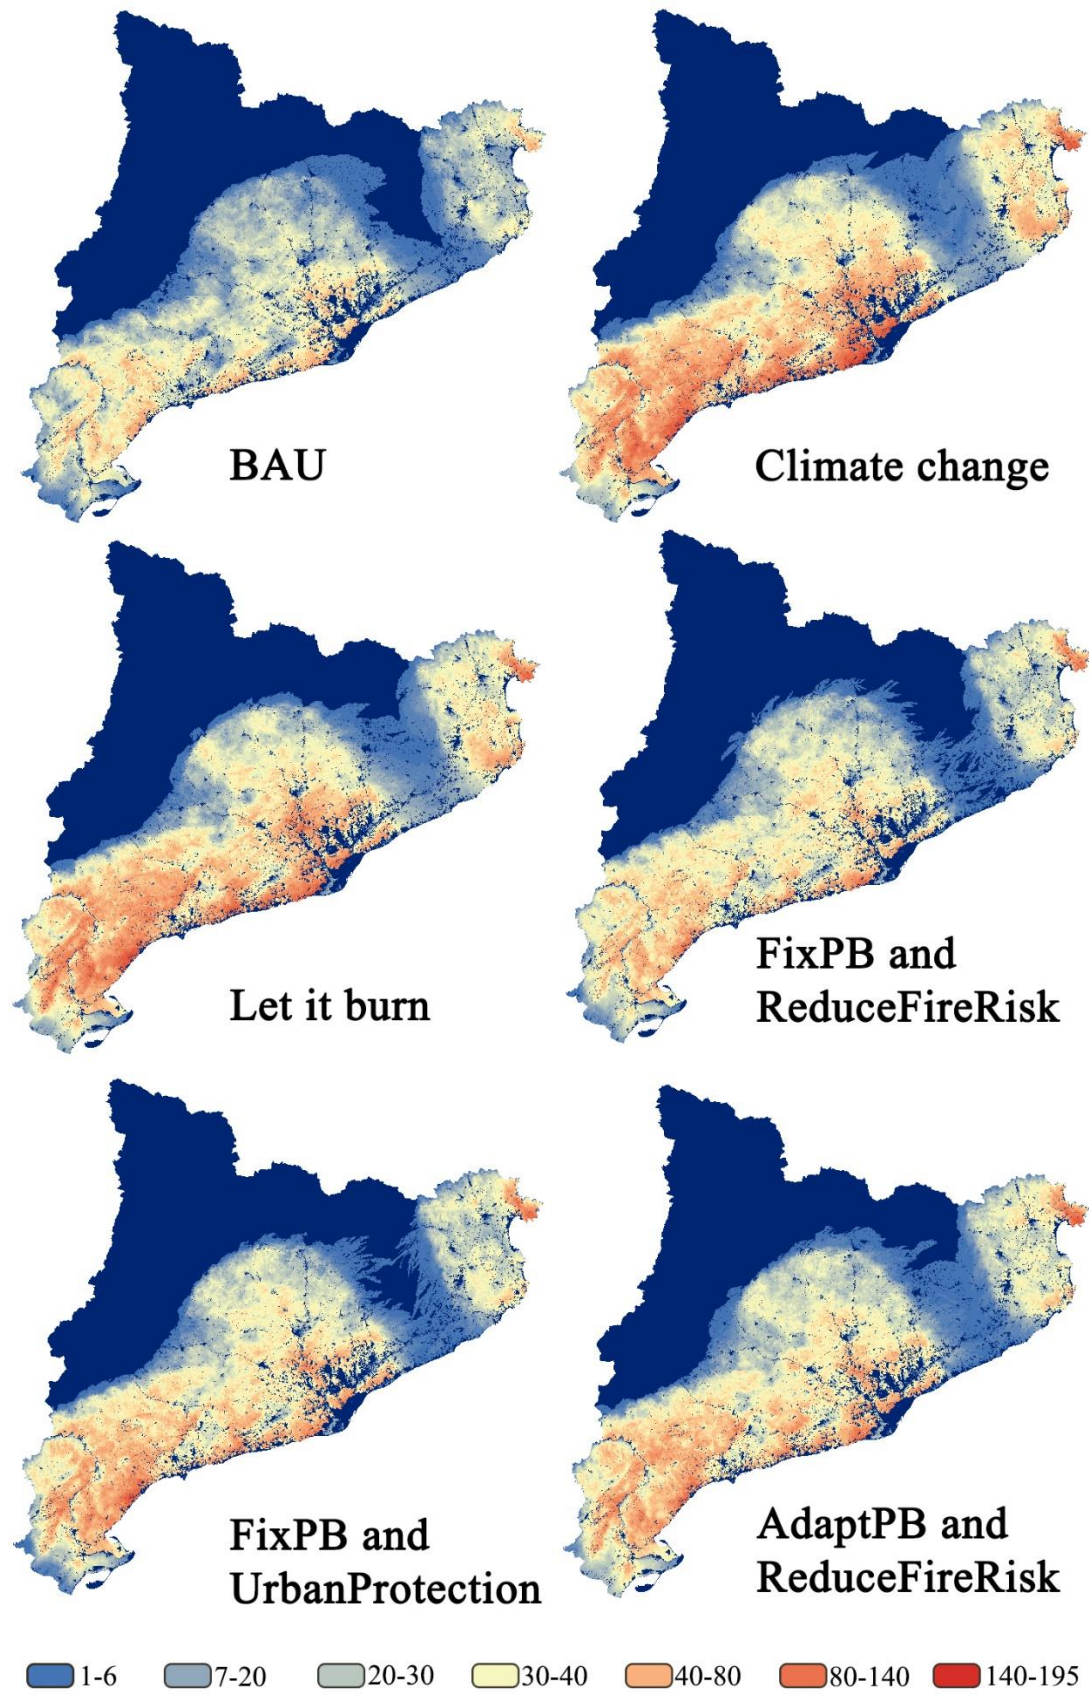 BAU
Climate change
Let it burn
FixPB and
ReduceFireRisk
FixPB and
UrbanProtection
AdaptPB and
ReduceFireRisk
1-6 7-20 20-30 30-40 40-80 80-140 140-195